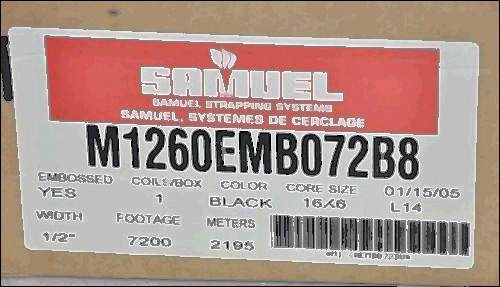 SAMUEL
SAMUEL STRAPPING SYSTEMS
SAMUEL, SYSTEMES DE CERCLAGE
M1260EMB072B8
EMBOSSED COILS/BOX COLOR CORE SIZE 01/15/05
YES 1 BLACK 16X6 L14
WIDTH FOOTAGE METERS
1/2" 7200 2195